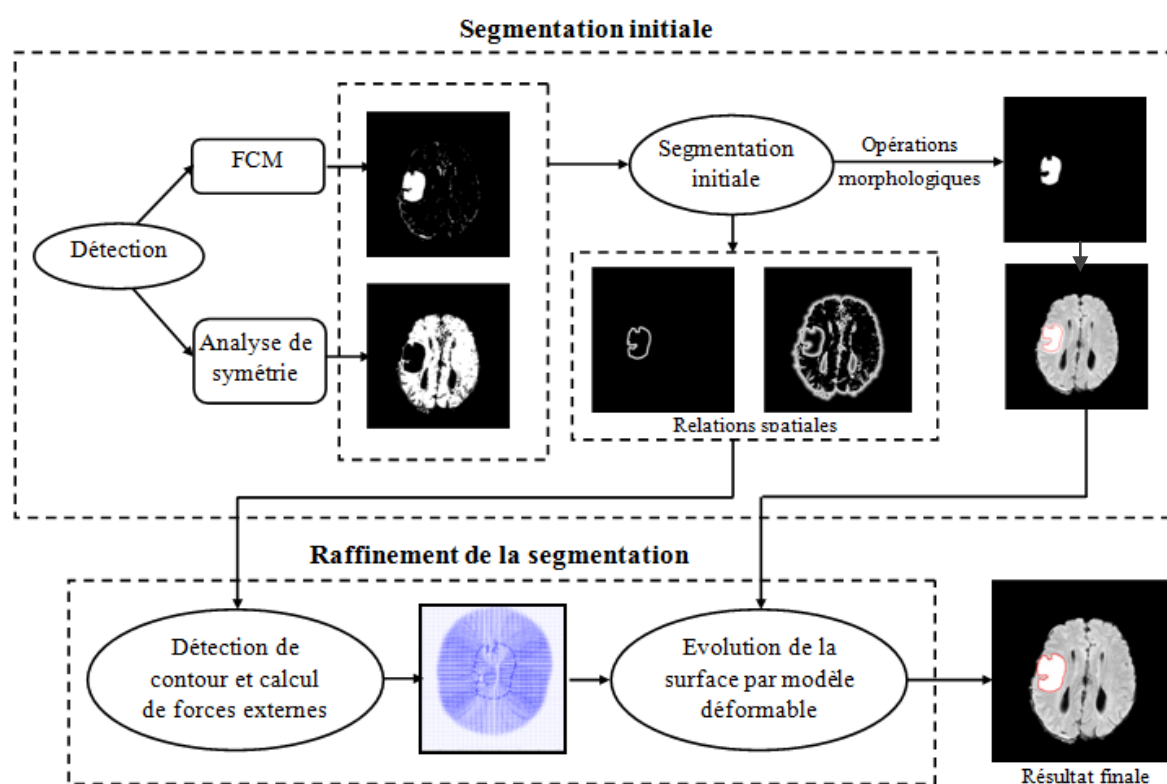 Segmentation initiale
FCM
Détection
Analyse de
symétrie
Segmentation
initiale
Opérations
morphologiques
Relations spatiales
Raffinement de la segmentation
Détection de
contour et calcul
de forces externes
Evolution de la
surface par modèle
déformable
Résultat finale